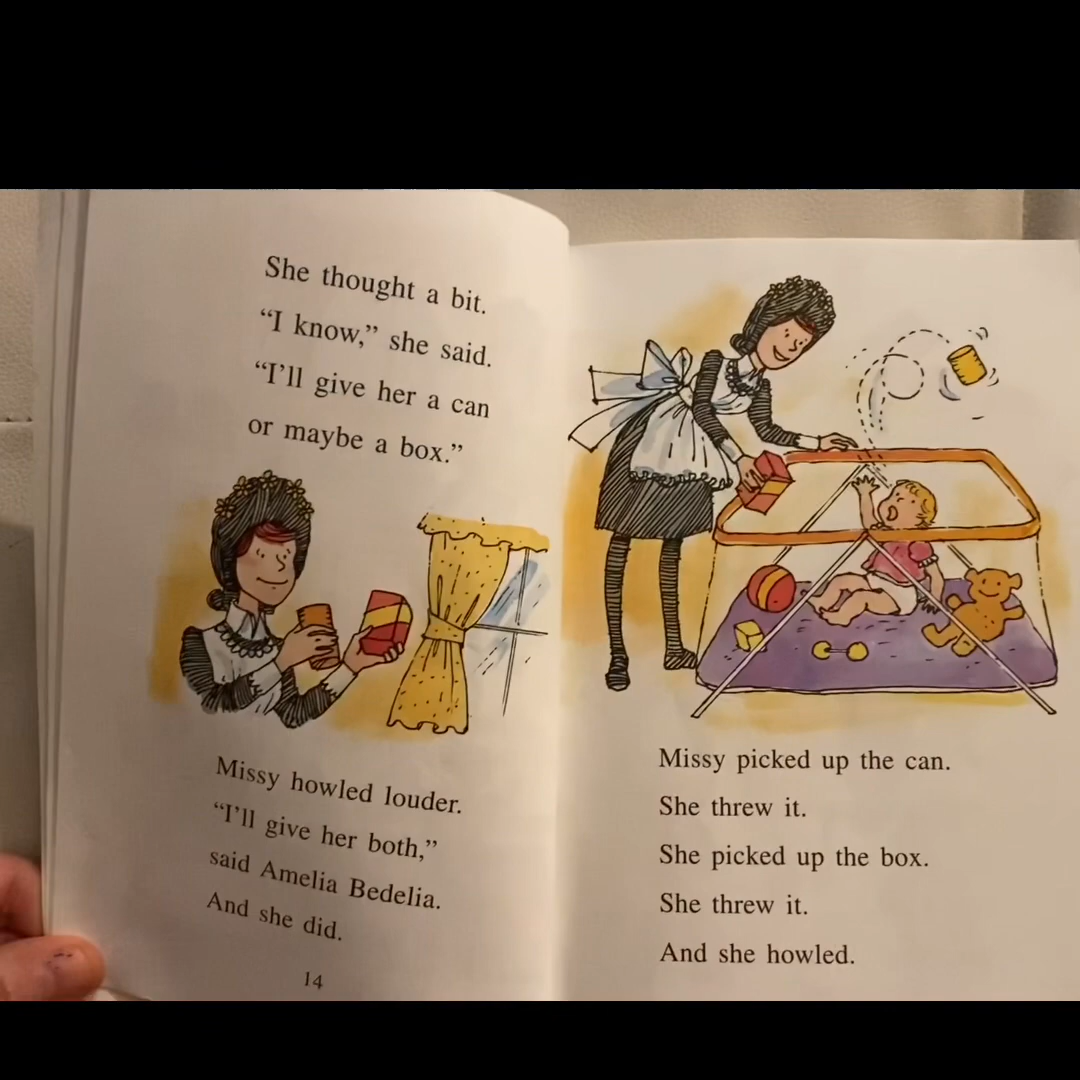 She thought a bit.
“I know,” she said.
“I’ll give her a can
or maybe a box.”
Missy howled louder.
“I’ll give her both,”
said Amelia Bedelia.
And she did.
14
Missy picked up the can.
She threw it.
She picked up the box.
She threw it.
And she howled.